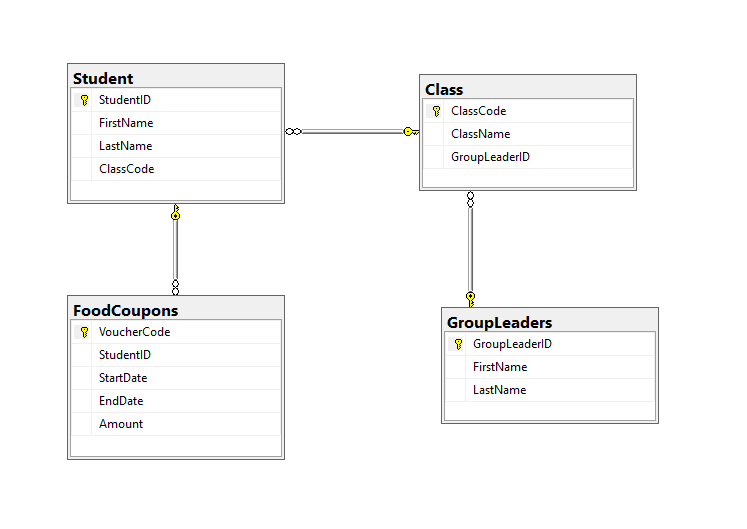 Student
StudentID
FirstName
LastName
ClassCode
Class
ClassCode
ClassName
GroupLeaderID
FoodCoupons
VoucherCode
StudentID
StartDate
EndDate
Amount
GroupLeaders
GroupLeaderID
FirstName
LastName